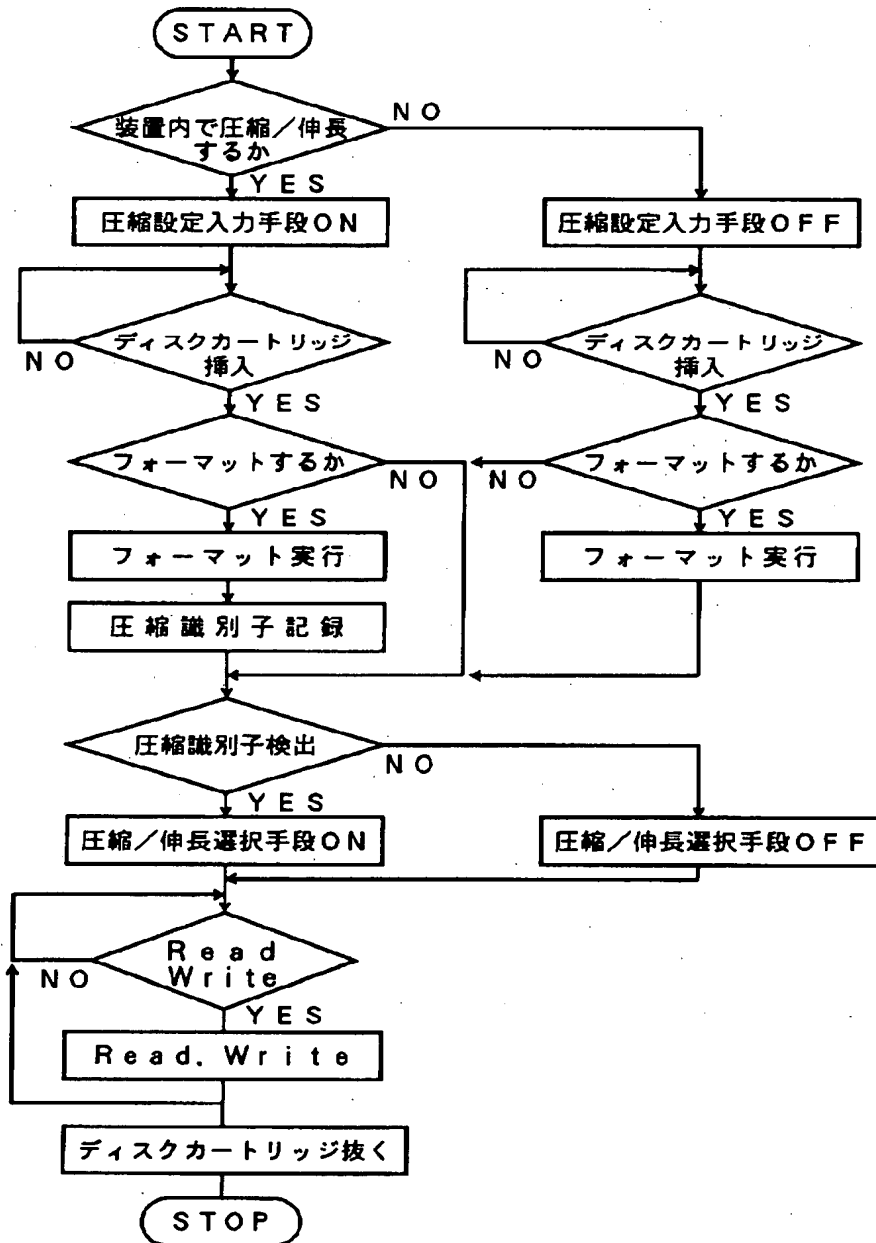 START
装置内で圧縮／伸長
するか
NO
YES
圧縮設定入力手段ON
圧縮設定入力手段OFF
ディスクカートリッジ
挿入
NO
YES
ディスクカートリッジ
挿入
NO
YES
フォーマットするか
NO
YES
フォーマットするか
NO
YES
フォーマット実行
フォーマット実行
圧縮識別子記録
圧縮識別子検出
NO
YES
圧縮／伸長選択手段ON
圧縮／伸長選択手段OFF
Read
Write
NO
YES
Read. Write
ディスクカートリッジ抜く
STOP